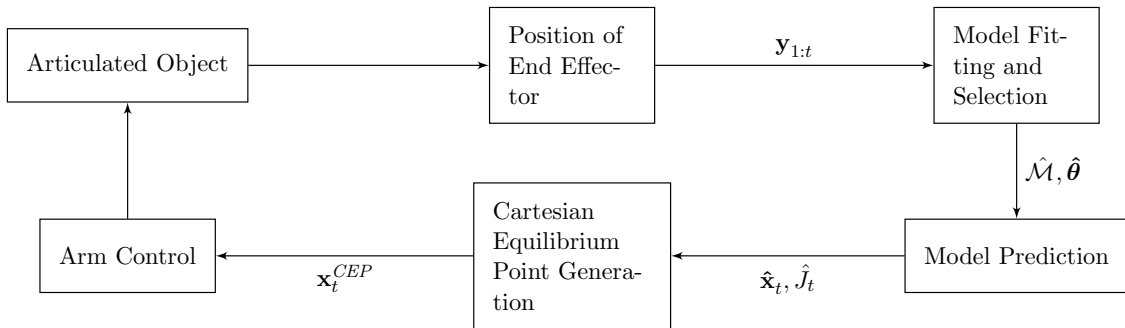 Articulated Object
Position of
End Effec-
tor
y₁:ₜ
Model Fit-
ting and
Selection
ℳ̂, θ̂
Model Prediction
x̂ₜ, Ĵₜ
Cartesian
Equilibrium
Point Genera-
tion
xₜᶜᴱᴾ
Arm Control